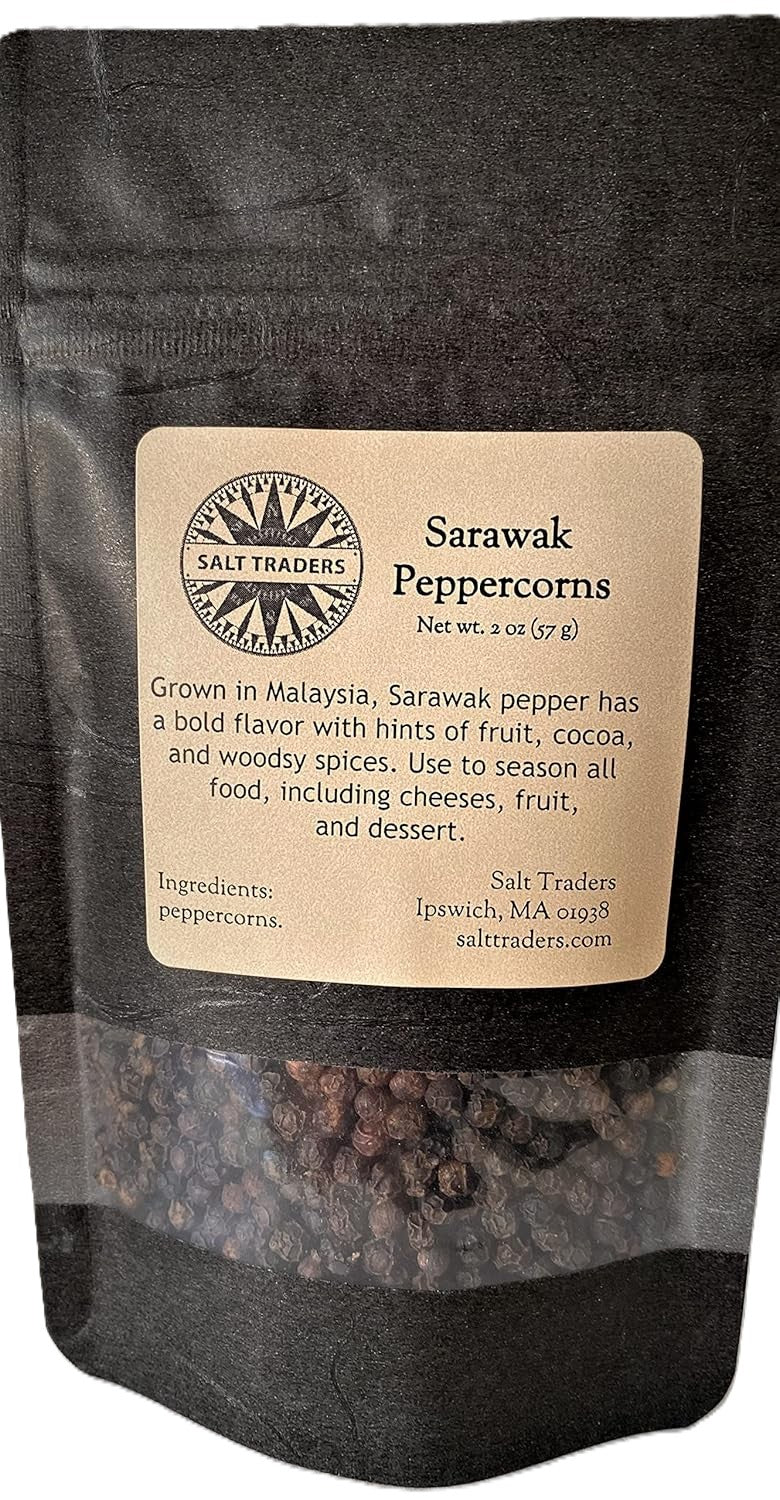 SALT TRADERS
Sarawak
Peppercorns
Net wt. 2 oz (57 g)
Grown in Malaysia, Sarawak pepper has
a bold flavor with hints of fruit, cocoa,
and woodsy spices. Use to season all
food, including cheeses, fruit,
and dessert.
Ingredients:
peppercorns.
Salt Traders
Ipswich, MA 01938
salttraders.com